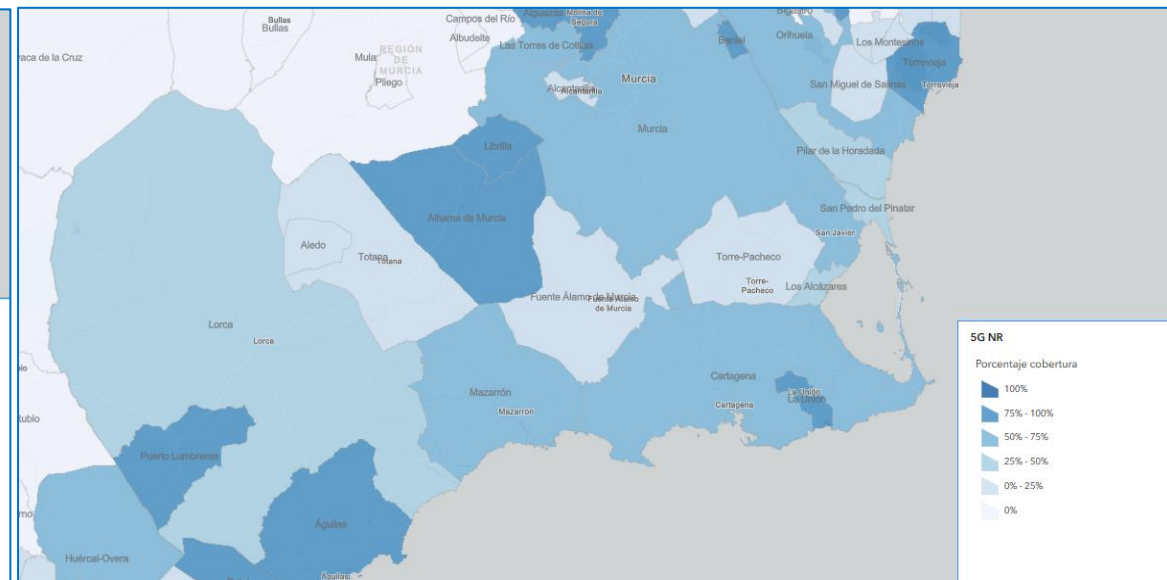 Bullas
Bullas
Campos del Río
Albudeite
Alguazas
Molina de
Segura
Las Torres de Cotillas
Beniel
Orihuela
Los Montesinos
Torrevieja
Torrevieja
San Miguel de Salinas
vaca de la Cruz
Mula
REGIÓN
DE
MURCIA
Pliego
Alcantarilla
Alcantarilla
Murcia
Murcia
Librilla
Pilar de la Horadada
Alhama de Murcia
San Pedro del Pinatar
San Javier
Aledo
Totana
Totana
Torre-Pacheco
Torre-
Pacheco
Los Alcázares
Fuente Álamo de Murcia
Fuente Álamo
de Murcia
Lorca
Lorca
Mazarrón
Mazarrón
Cartagena
Cartagena
La Unión
La Unión
Puerto Lumbreras
Águilas
Águilas
Huércal-Overa
5G NR
Porcentaje cobertura
100%
75% - 100%
50% - 75%
25% - 50%
0% - 25%
0%